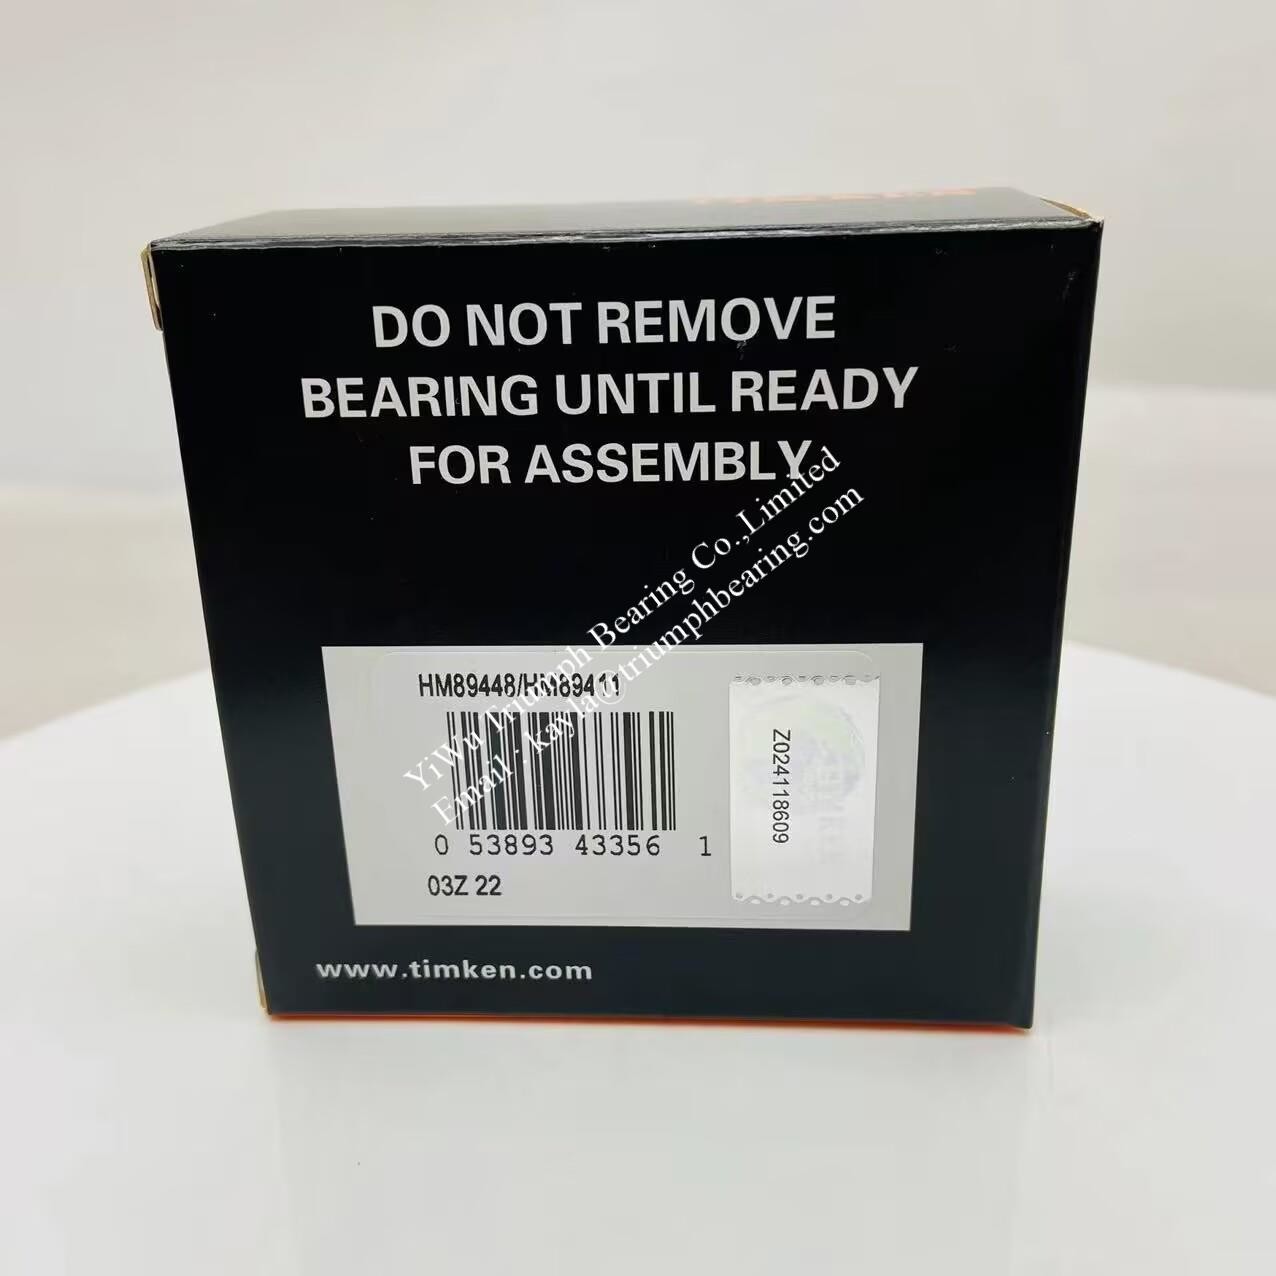 DO NOT REMOVE
BEARING UNTIL READY
FOR ASSEMBLY
YiWu Triumph Bearing Co.,Limited
Email : kayla@triumphbearing.com
HM89448/HM89411
Z024118609
0 53893 43356 1
03Z 22
www.timken.com